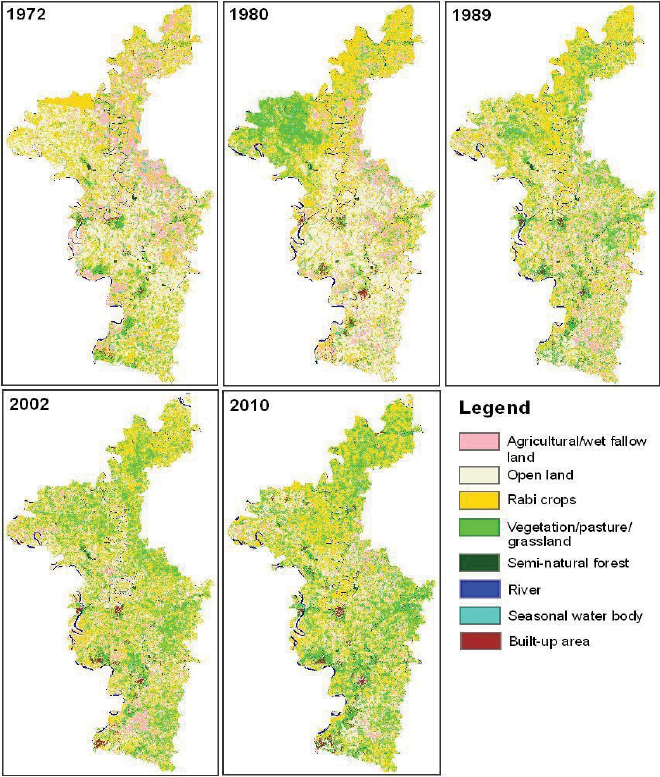 1972
1980
1989
2002
2010
Legend
Agricultural/wet fallow
land
Open land
Rabi crops
Vegetation/pasture/
grassland
Semi-natural forest
River
Seasonal water body
Built-up area